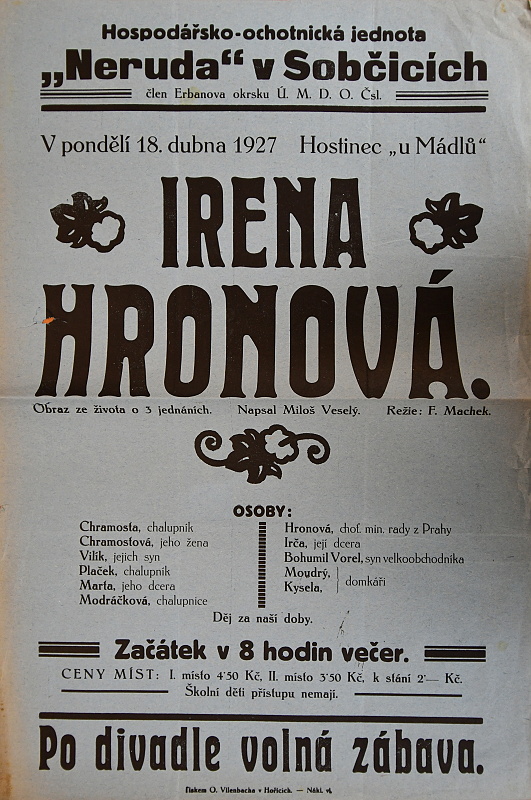 Hospodářsko-ochotnická jednota
„Neruda“ v Sobčicích
člen Erbanova okrsku Ú. M. D. O. Čsl.
V pondělí 18. dubna 1927 Hostinec „u Mádlů“
IRENA
HRONOVÁ.
Obraz ze života o 3 jednáních. Napsal Miloš Veselý. Režie: F. Machek.
OSOBY:
Chramosta, chalupník
Chramostová, jeho žena
Vilík, jejich syn
Plaček, chalupník
Marta, jeho dcera
Modráčková, chalupnice
Hronová, choť. min. rady z Prahy
Irča, její dcera
Bohumil Vorel, syn velkoobchodníka
Moudrý,
Kysela, domkáři
Děj za naší doby.
Začátek v 8 hodin večer.
CENY MÍST: I. místo 4·50 Kč, II. místo 3·50 Kč, k stání 2·— Kč.
Školní děti přístupu nemají.
Po divadle volná zábava.
Tiskem O. Vilenbacha v Hořicích. — Nákl. vl.